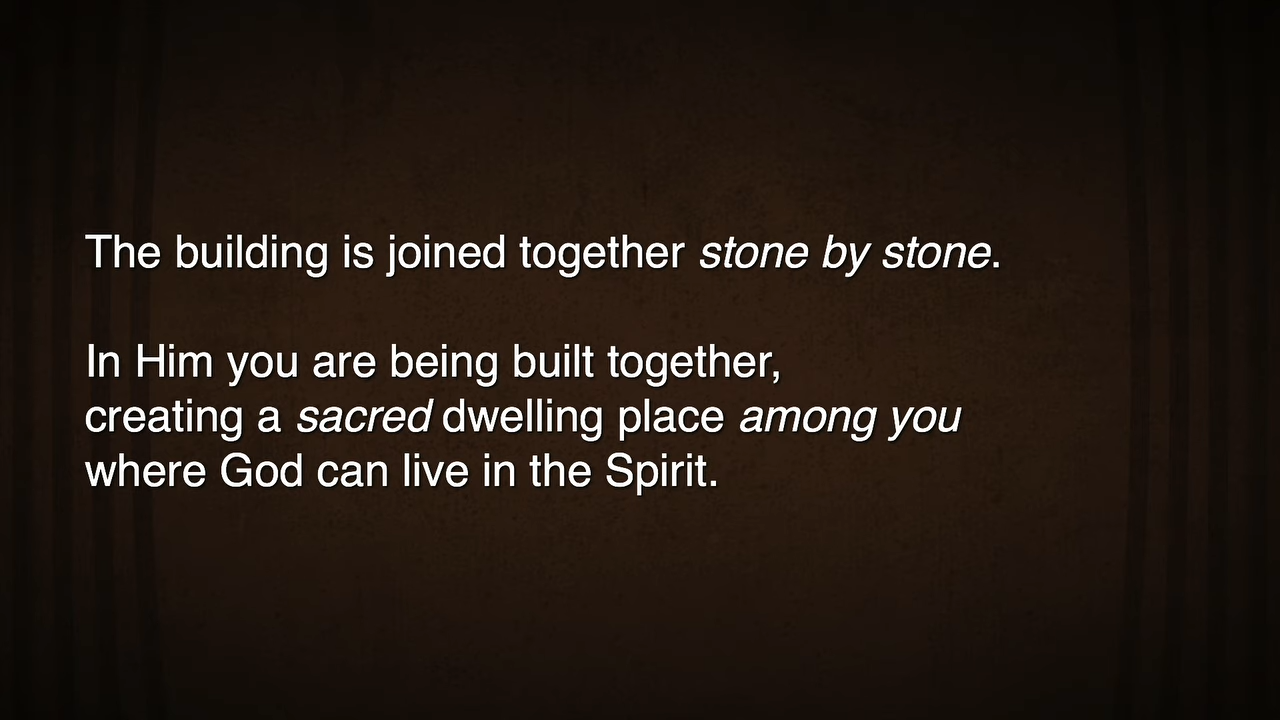 The building is joined together stone by stone.
In Him you are being built together,
creating a sacred dwelling place among you
where God can live in the Spirit.